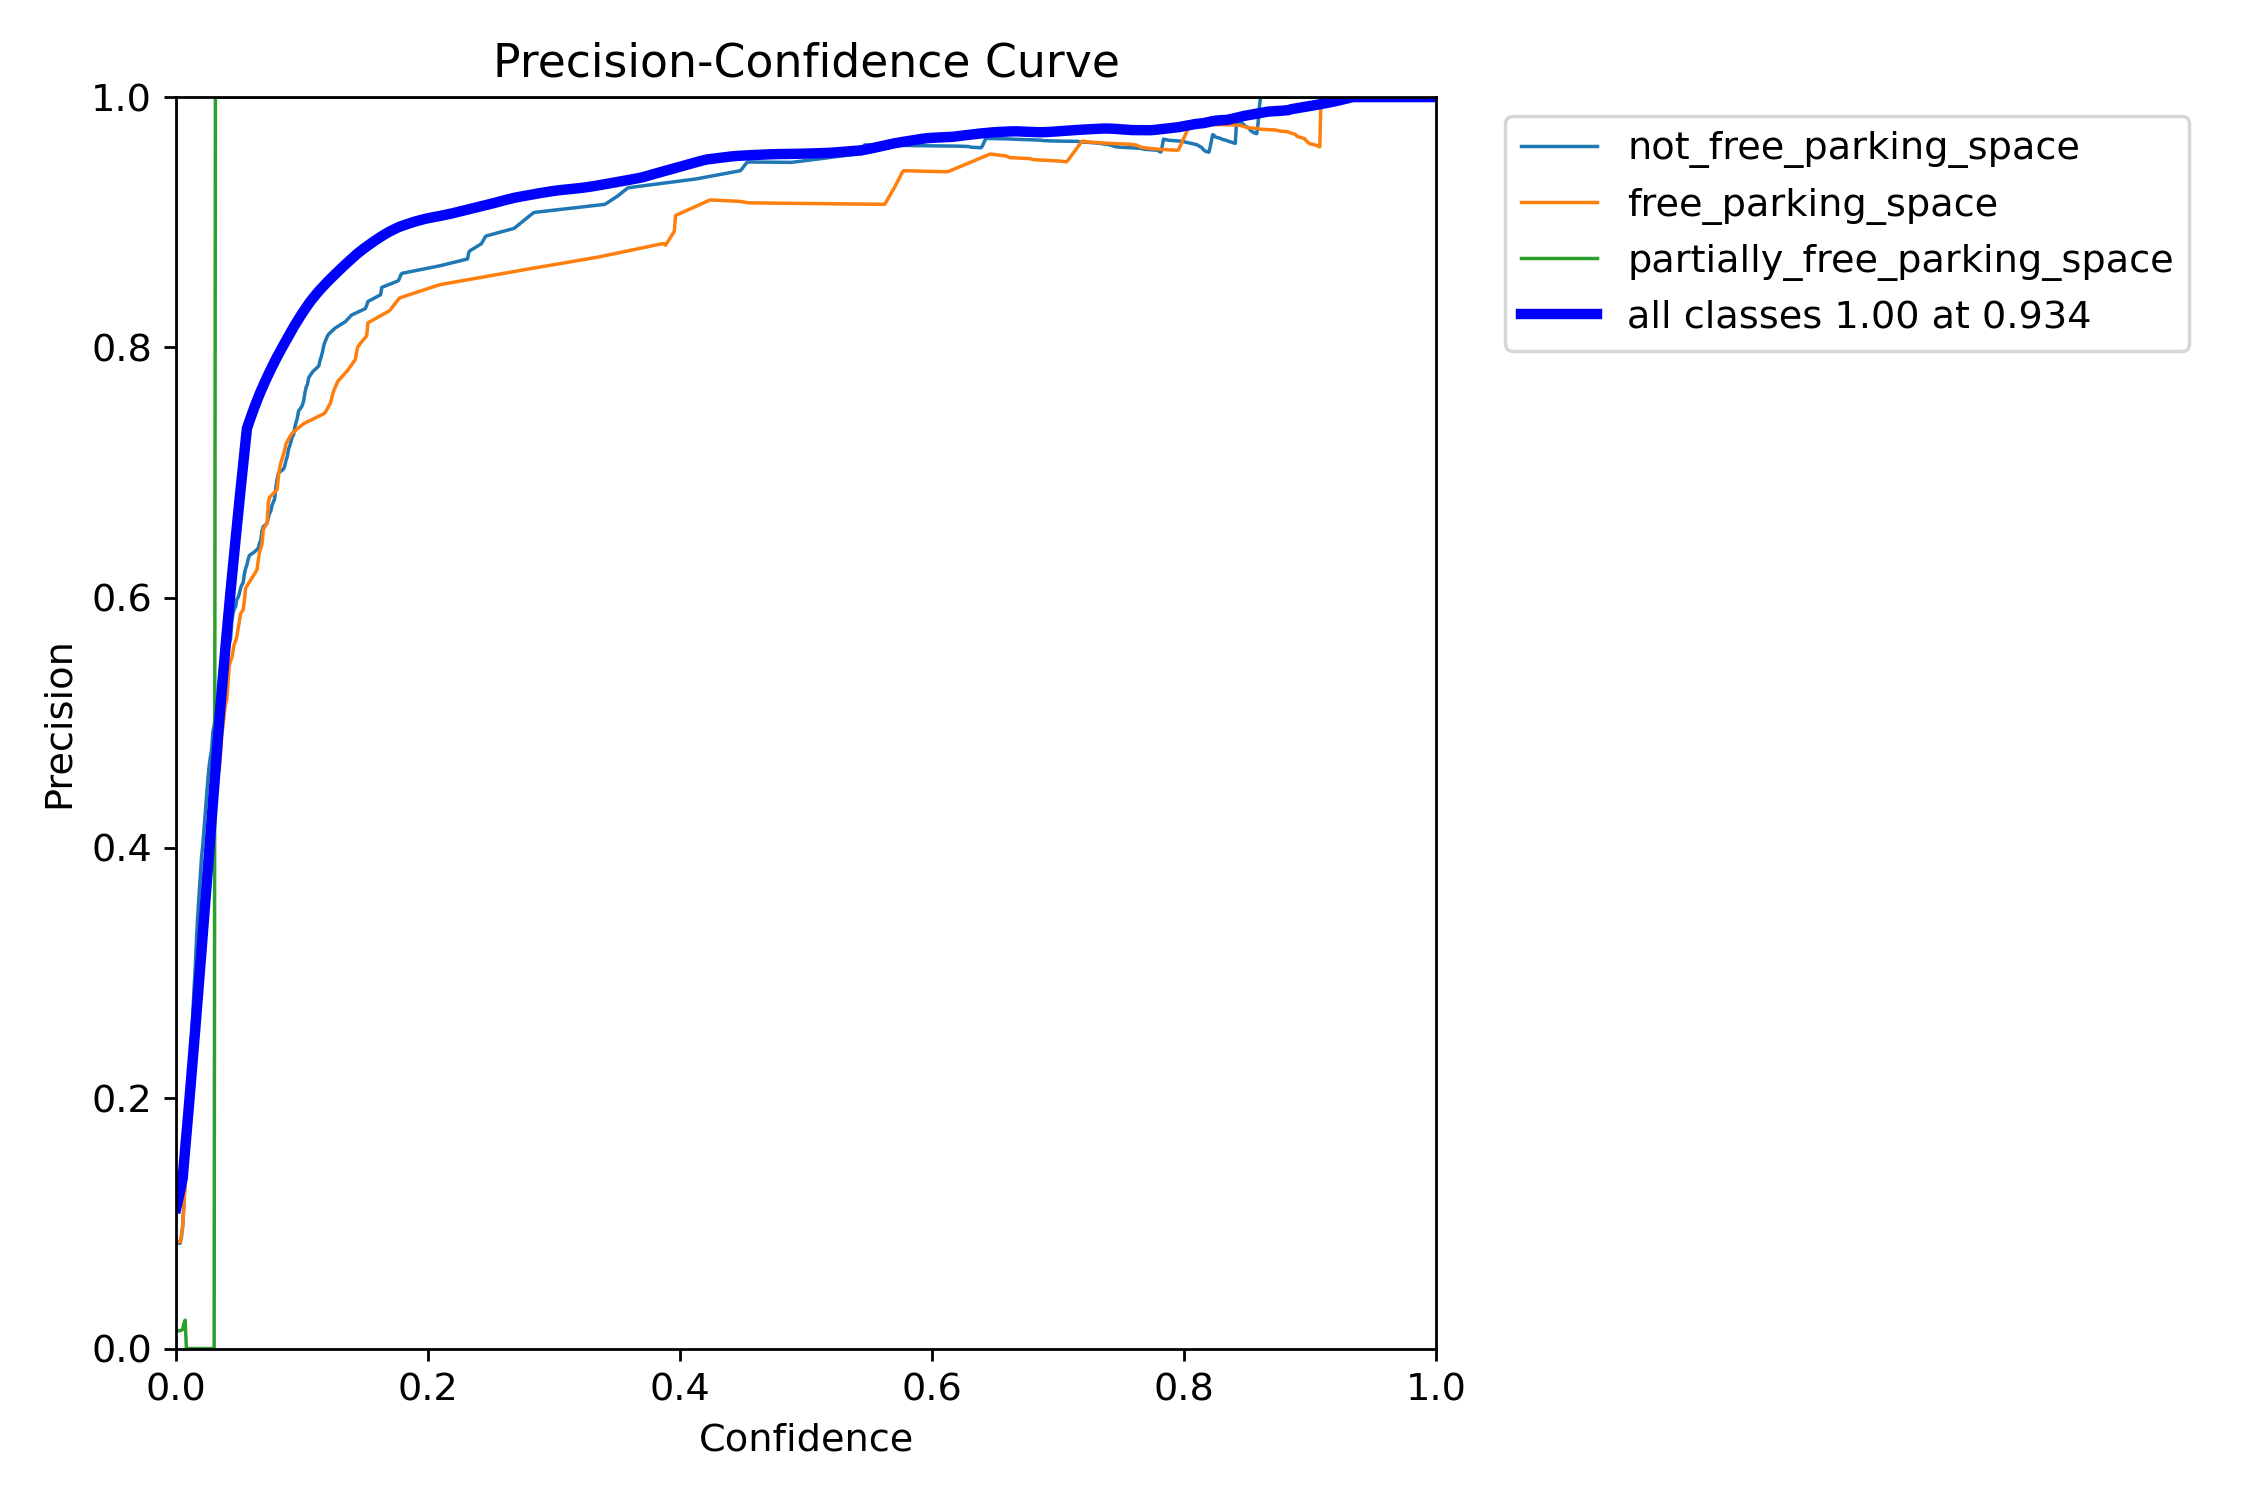 Precision-Confidence Curve
1.0
0.8
0.6
0.4
0.2
0.0
Precision
0.0 0.2 0.4 0.6 0.8 1.0
Confidence
not_free_parking_space
free_parking_space
partially_free_parking_space
all classes 1.00 at 0.934